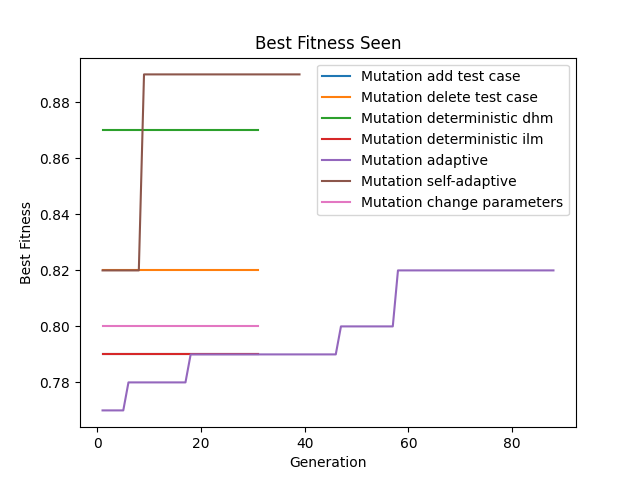 Best Fitness Seen
Mutation add test case
Mutation delete test case
Mutation deterministic dhm
Mutation deterministic ilm
Mutation adaptive
Mutation self-adaptive
Mutation change parameters
Best Fitness
0.88
0.86
0.84
0.82
0.80
0.78
0 20 40 60 80
Generation